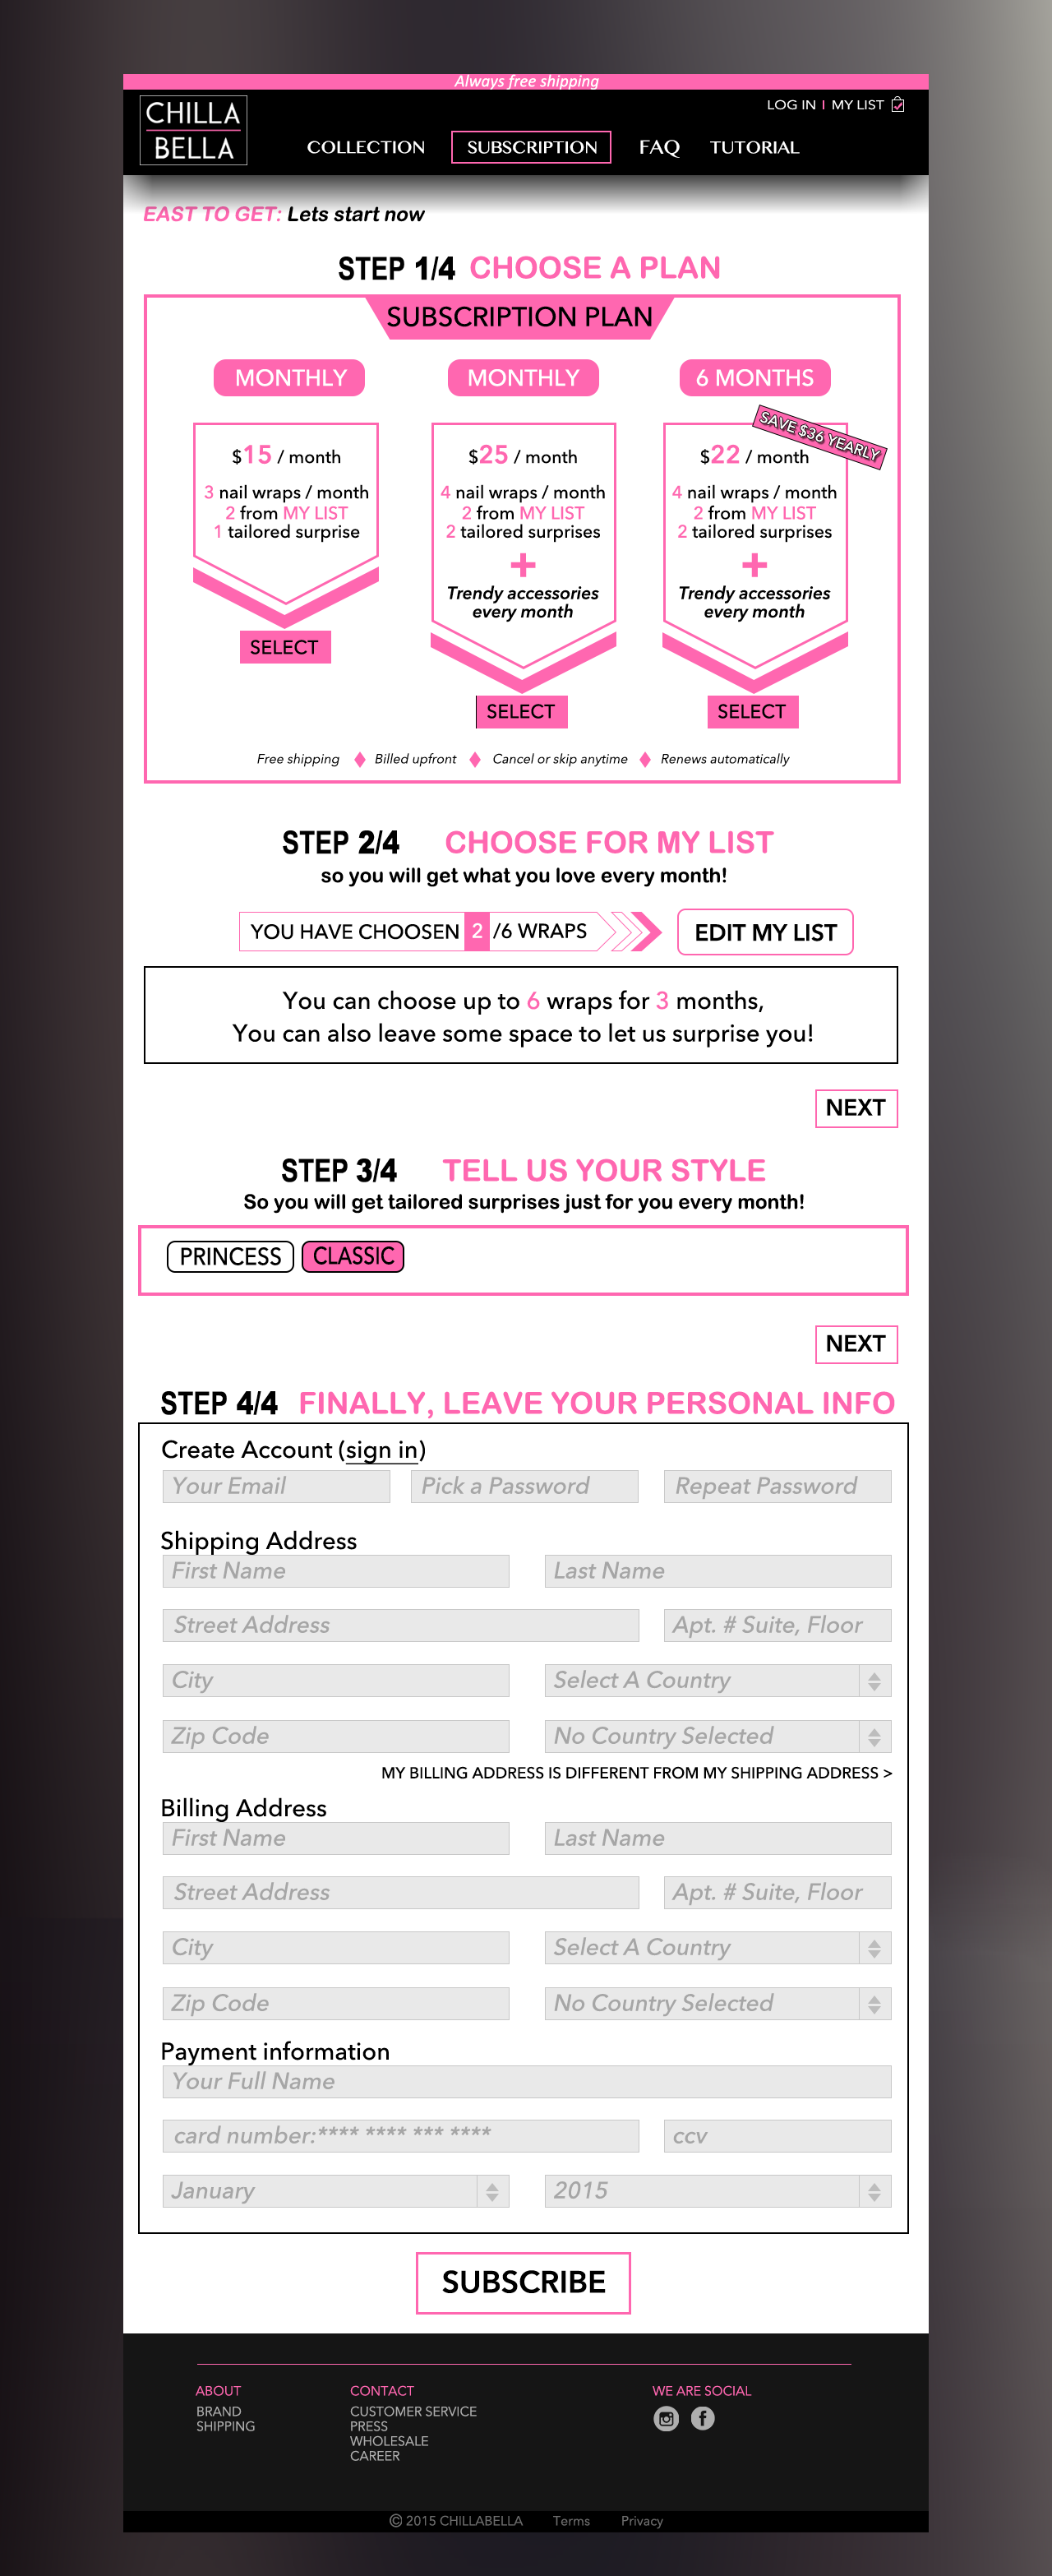 Always free shipping
CHILLA
BELLA
LOG IN I MY LIST
COLLECTION SUBSCRIPTION FAQ TUTORIAL
EAST TO GET: Lets start now
STEP 1/4 CHOOSE A PLAN
SUBSCRIPTION PLAN
MONTHLY
$15 / month
3 nail wraps / month
2 from MY LIST
1 tailored surprise
SELECT
MONTHLY
$25 / month
4 nail wraps / month
2 from MY LIST
2 tailored surprises
+
Trendy accessories
every month
SELECT
6 MONTHS
SAVE $36 YEARLY
$22 / month
4 nail wraps / month
2 from MY LIST
2 tailored surprises
+
Trendy accessories
every month
SELECT
Free shipping Billed upfront Cancel or skip anytime Renews automatically
STEP 2/4 CHOOSE FOR MY LIST
so you will get what you love every month!
YOU HAVE CHOOSEN 2 /6 WRAPS EDIT MY LIST
You can choose up to 6 wraps for 3 months,
You can also leave some space to let us surprise you!
NEXT
STEP 3/4 TELL US YOUR STYLE
So you will get tailored surprises just for you every month!
PRINCESS CLASSIC
NEXT
STEP 4/4 FINALLY, LEAVE YOUR PERSONAL INFO
Create Account (sign in)
Your Email Pick a Password Repeat Password
Shipping Address
First Name Last Name
Street Address Apt. # Suite, Floor
City Select A Country
Zip Code No Country Selected
MY BILLING ADDRESS IS DIFFERENT FROM MY SHIPPING ADDRESS >
Billing Address
First Name Last Name
Street Address Apt. # Suite, Floor
City Select A Country
Zip Code No Country Selected
Payment information
Your Full Name
card number:**** **** *** **** ccv
January 2015
SUBSCRIBE
ABOUT
BRAND
SHIPPING
CONTACT
CUSTOMER SERVICE
PRESS
WHOLESALE
CAREER
WE ARE SOCIAL
© 2015 CHILLABELLA Terms Privacy